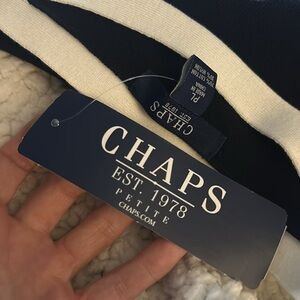 CHAPS
EST. 1978
PETITE
CHAPS.COM
CHAPS
EST 1978
PL